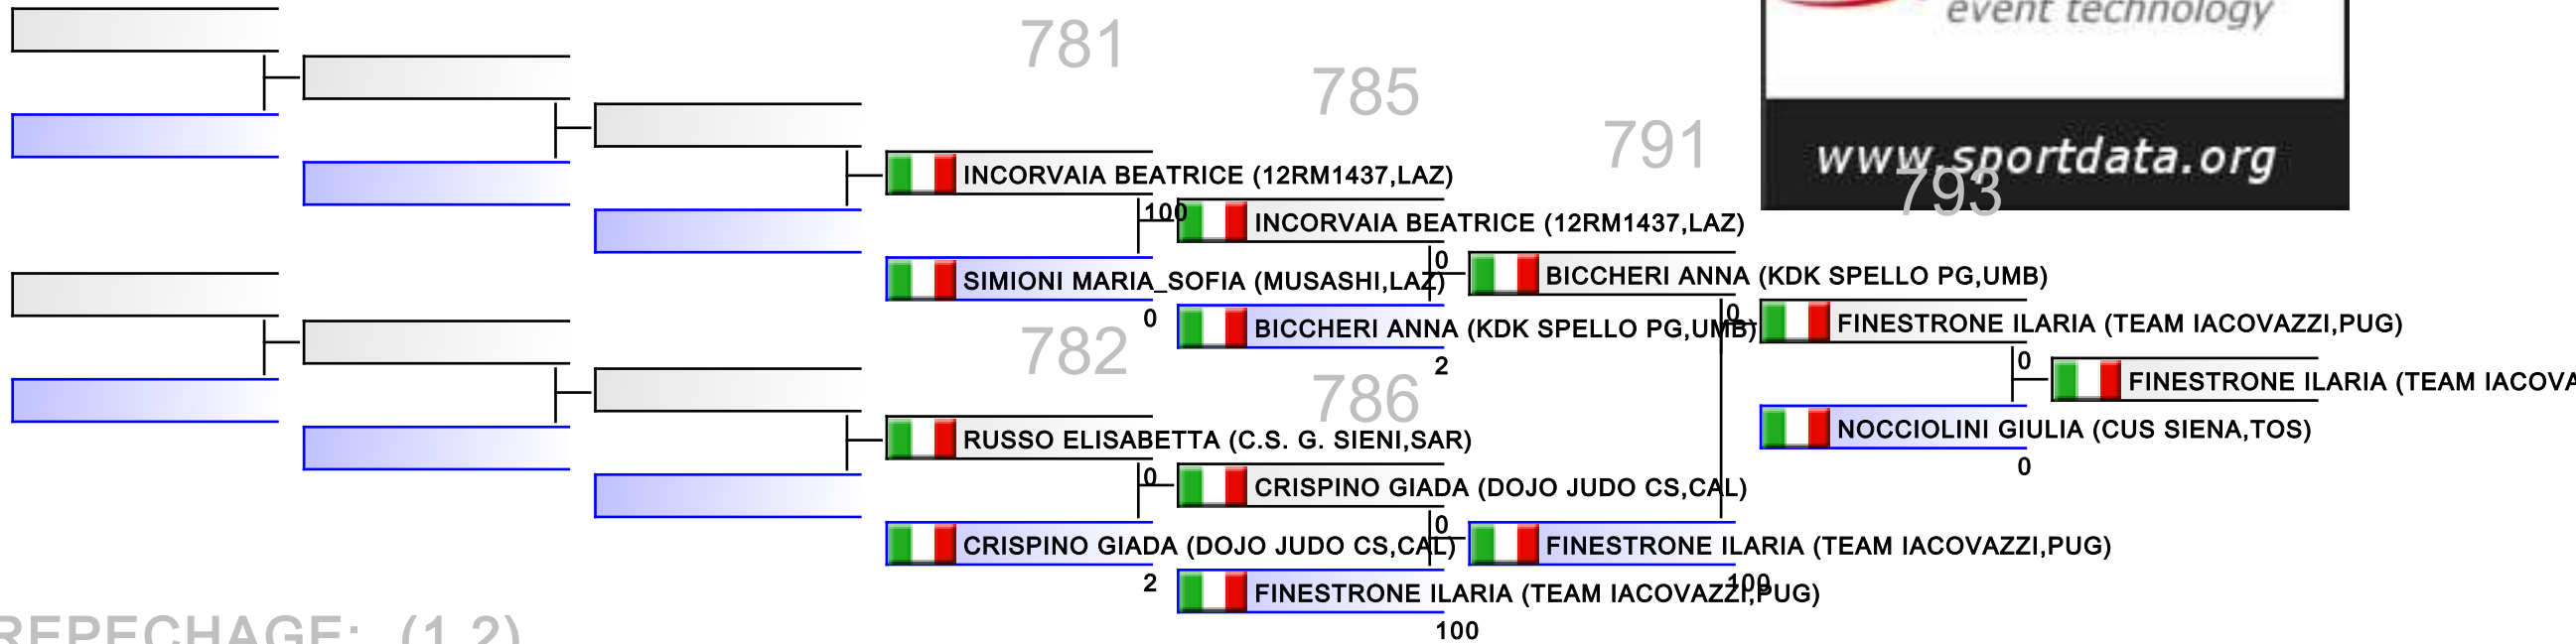 event technology
781
785
791
www.sportdata.org
793
INCORVAIA BEATRICE (12RM1437,LAZ)
100
INCORVAIA BEATRICE (12RM1437,LAZ)
0
BICCHERI ANNA (KDK SPELLO PG,UMB)
SIMIONI MARIA_SOFIA (MUSASHI,LAZ)
0
BICCHERI ANNA (KDK SPELLO PG,UMB)
0
FINESTRONE ILARIA (TEAM IACOVAZZI,PUG)
782
2
0
FINESTRONE ILARIA (TEAM IACOVA
786
RUSSO ELISABETTA (C.S. G. SIENI,SAR)
NOCCIOLINI GIULIA (CUS SIENA,TOS)
0
0
CRISPINO GIADA (DOJO JUDO CS,CAL)
0
CRISPINO GIADA (DOJO JUDO CS,CAL)
FINESTRONE ILARIA (TEAM IACOVAZZI,PUG)
2
100
FINESTRONE ILARIA (TEAM IACOVAZZI,PUG)
100
REPECHAGE: (1,2)